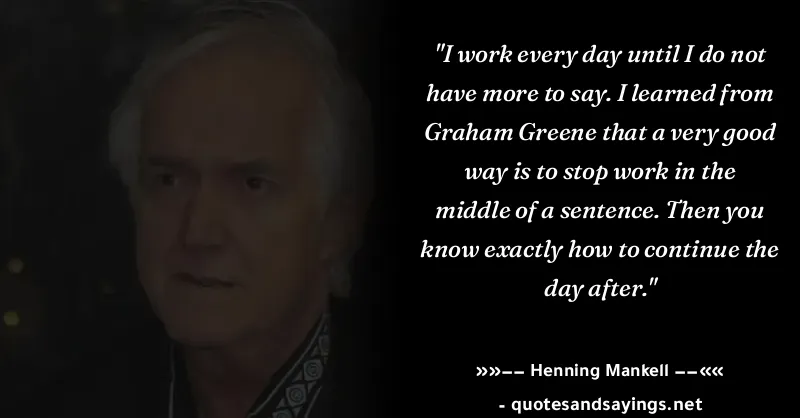 "I work every day until I do not
have more to say. I learned from
Graham Greene that a very good
way is to stop work in the
middle of a sentence. Then you
know exactly how to continue the
day after."
»»−− Henning Mankell −−««
- quotesandsayings.net